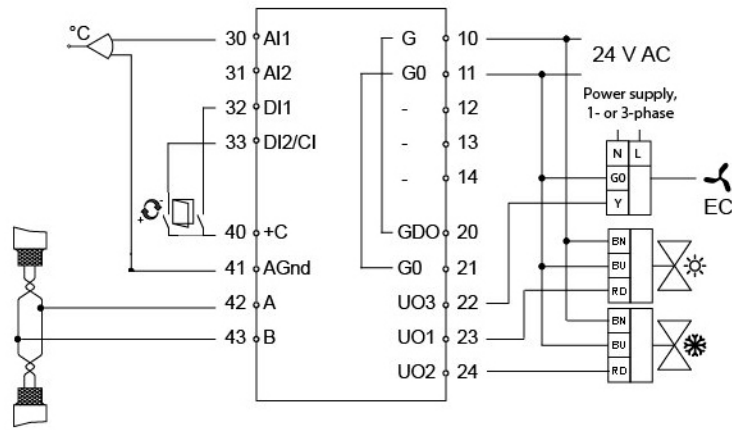 °C
30 AI1 G 10
24 V AC
31 AI2 G0 11
Power supply,
1- or 3-phase
32 DI1 - 12
33 DI2/CI - 13
N L
- 14
G0
EC
Y
+ -
40 +C GDO 20
BN
41 AGnd G0 21
BU
42 A UO3 22
RD
BN
43 B UO1 23
BU
UO2 24
RD